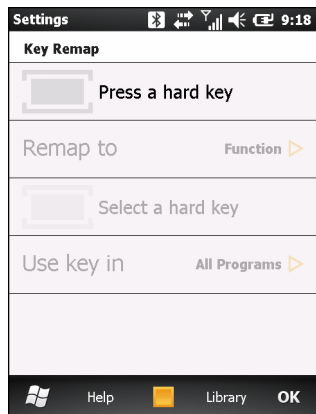 Settings 9:18
Key Remap
Press a hard key
Remap to Function
Select a hard key
Use key in All Programs
Help Library OK